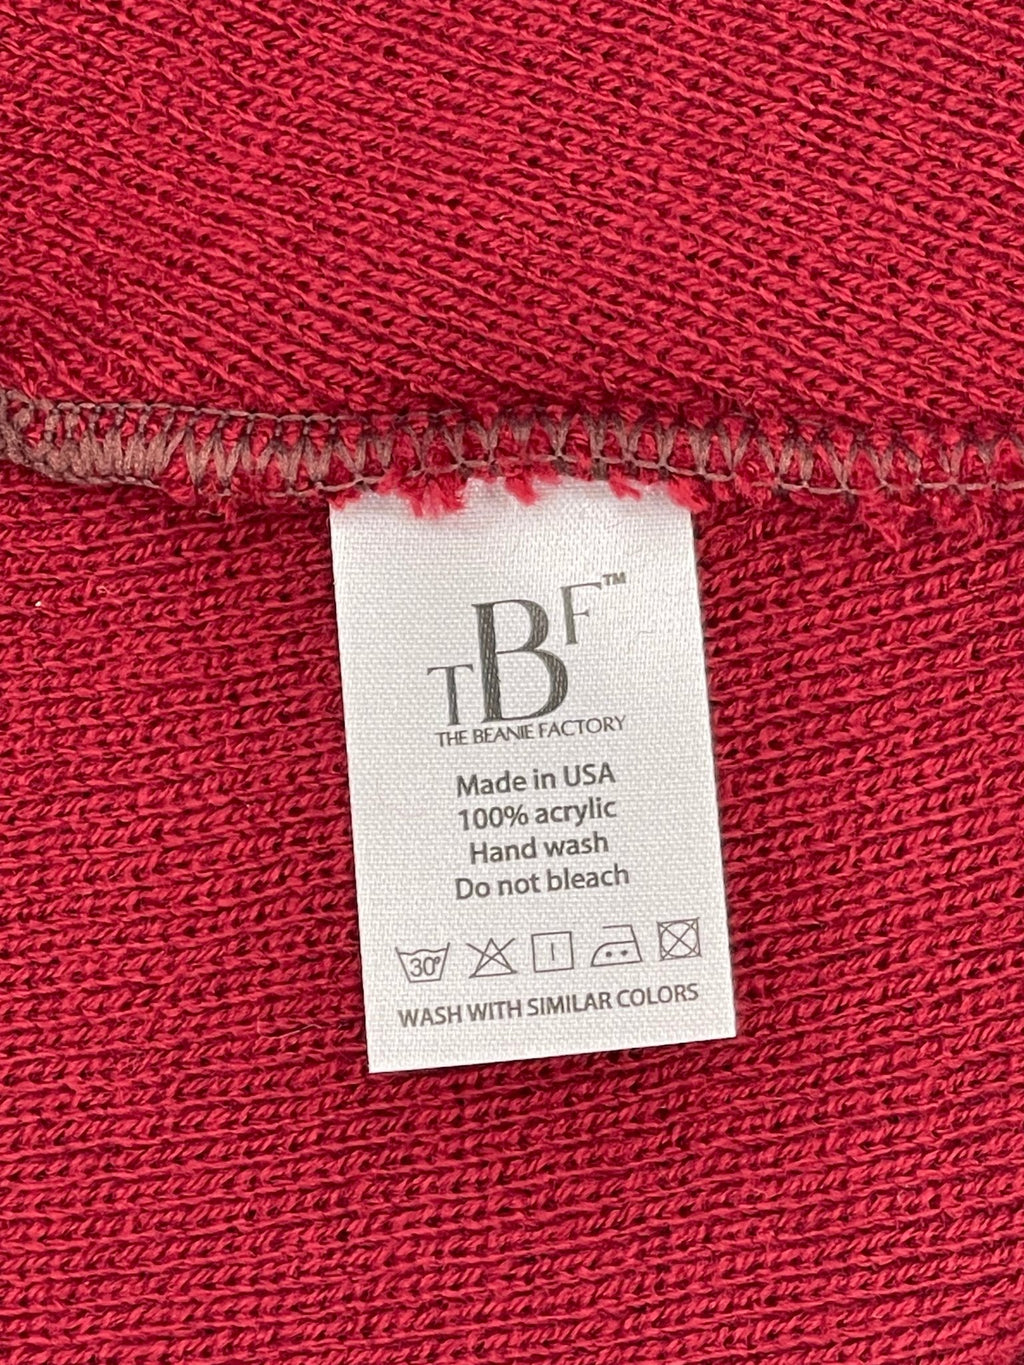 TBF™
THE BEANIE FACTORY
Made in USA
100% acrylic
Hand wash
Do not bleach
30°
WASH WITH SIMILAR COLORS